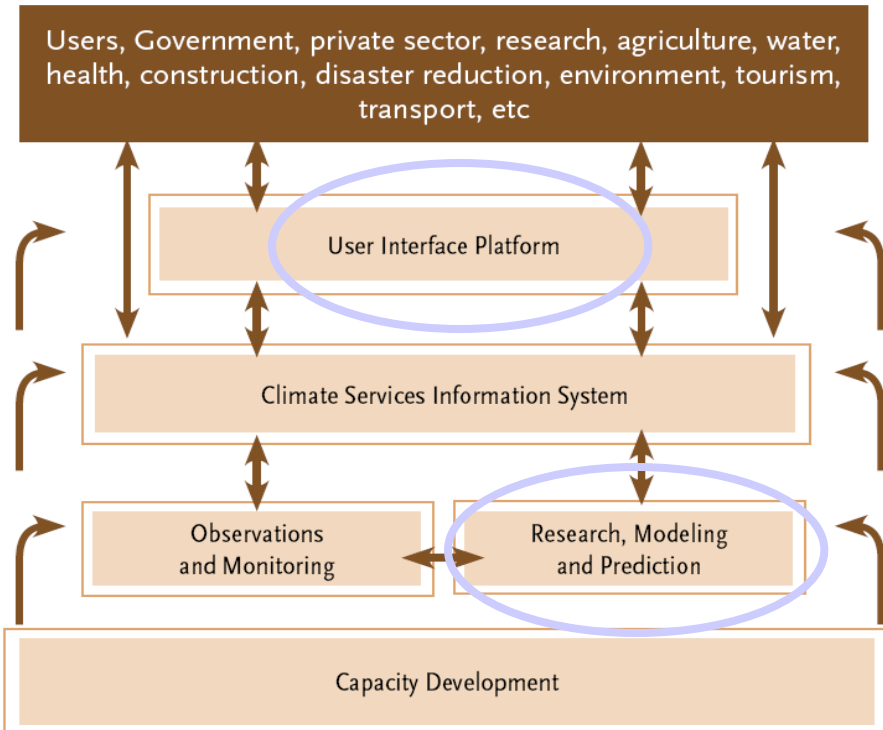 Users, Government, private sector, research, agriculture, water,
health, construction, disaster reduction, environment, tourism,
transport, etc
User Interface Platform
Climate Services Information System
Observations
and Monitoring
Research, Modeling
and Prediction
Capacity Development